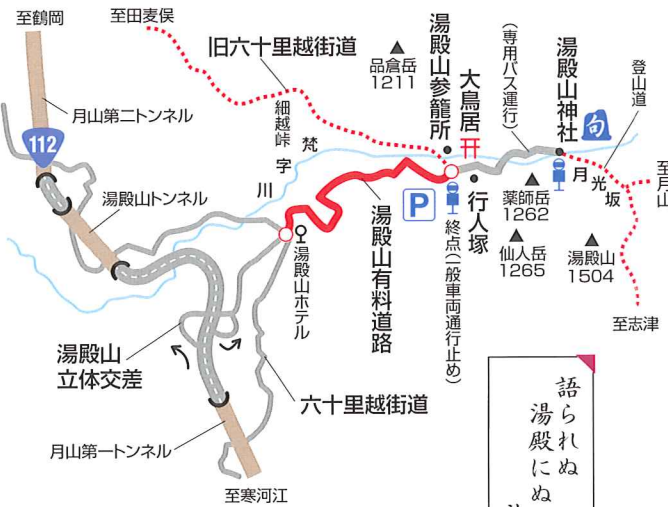 至鶴岡
至田麦俣
旧六十里越街道
品倉岳
1211
湯殿山参籠所
大鳥居
（専用バス運行）
湯殿山神社
句
登山道
月山第二トンネル
112
細越峠
梵字川
月光坂
至月山
湯殿山トンネル
P
行人塚
薬師岳
1262
仙人岳
1265
湯殿山
1504
湯殿山ホテル
湯殿山有料道路
終点（一般車両通行止め）
至志津
湯殿山
立体交差
六十里越街道
月山第一トンネル
至寒河江
語られぬ
湯殿にぬ